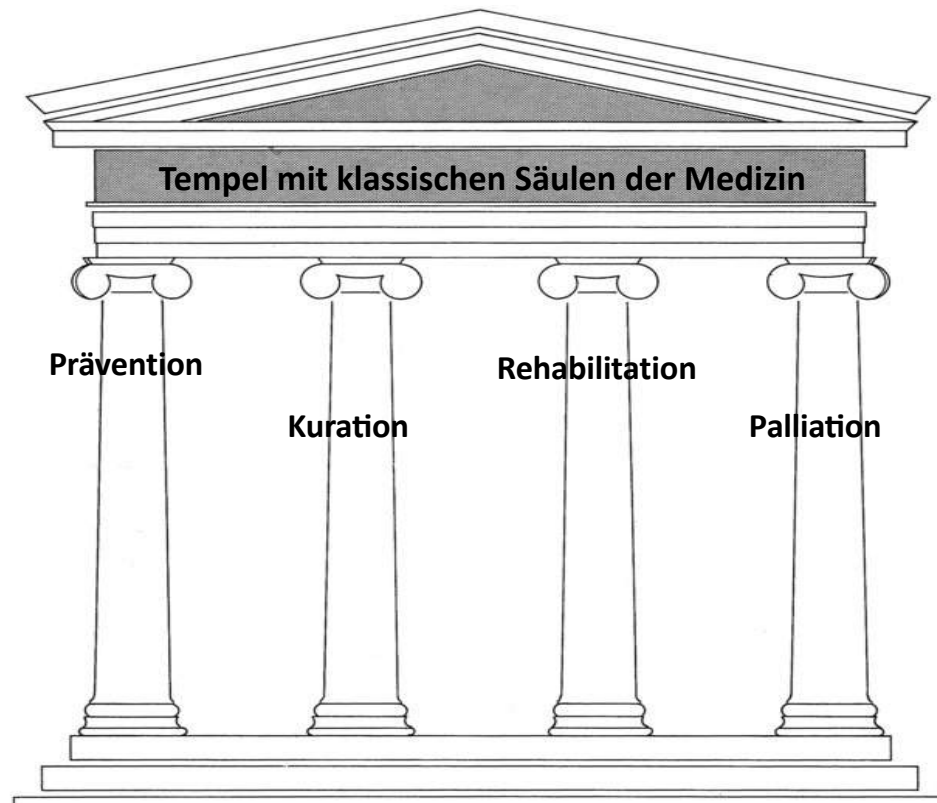 Tempel mit klassischen Säulen der Medizin
Prävention
Rehabilitation
Kuration
Palliation